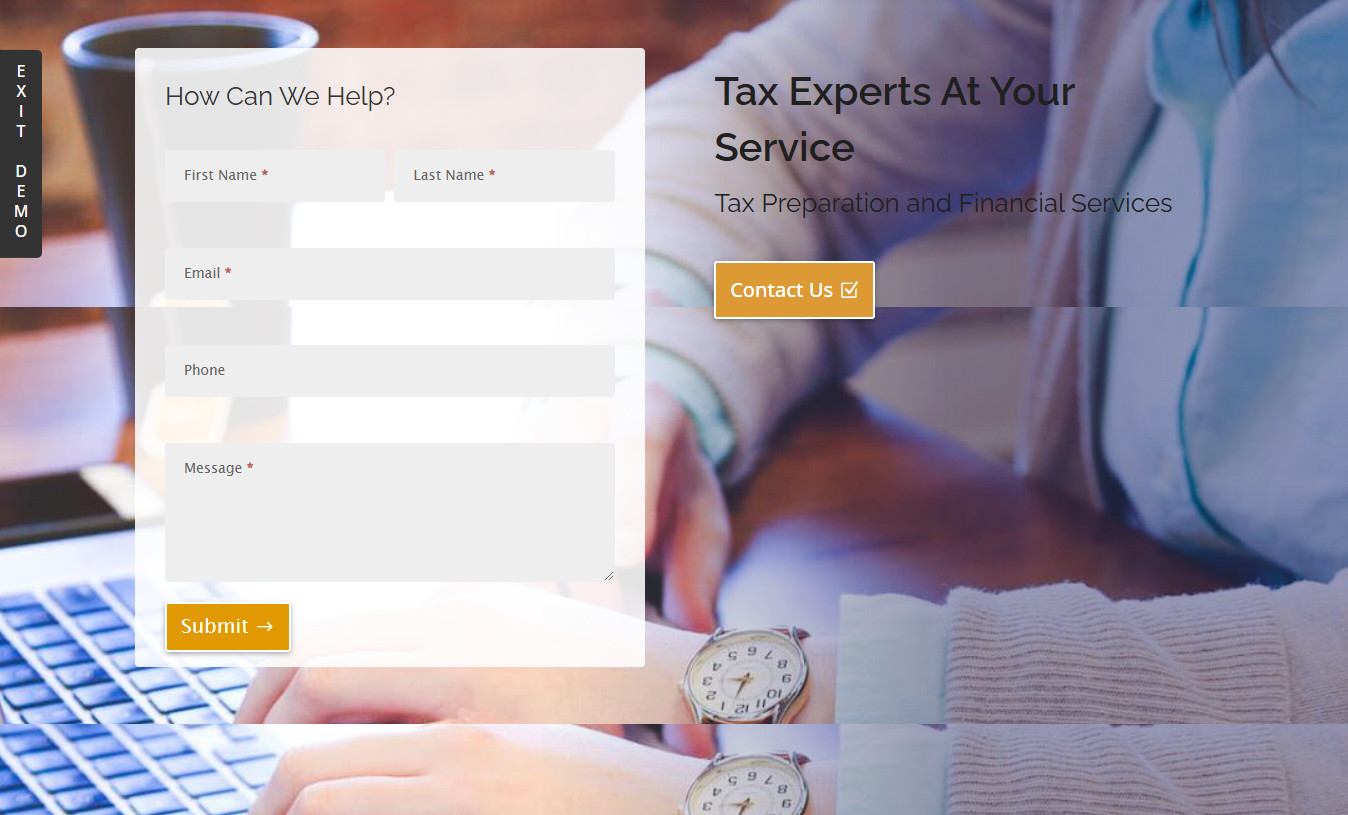 EXIT DEMO
How Can We Help?
First Name *
Last Name *
Email *
Phone
Message *
Submit →
Tax Experts At Your
Service
Tax Preparation and Financial Services
Contact Us